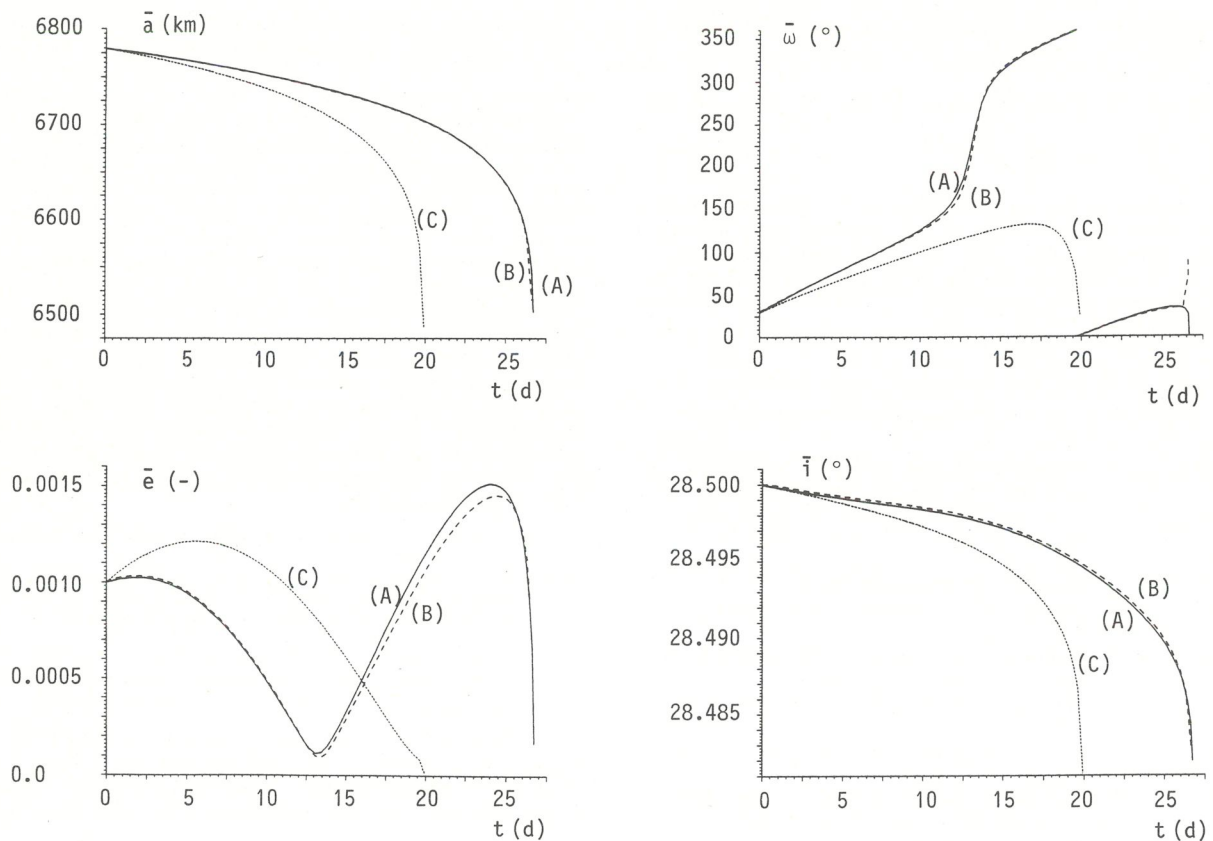 ā (km)
6800
6700
6600
6500
(C)
(B)
(A)
0 5 10 15 20 25
t (d)
ω̄ (°)
350
300
250
200
150
100
50
0
(A)
(B)
(C)
0 5 10 15 20 25
t (d)
ē (-)
0.0015
0.0010
0.0005
0.0
(C)
(A)
(B)
0 5 10 15 20 25
t (d)
ī (°)
28.500
28.495
28.490
28.485
(B)
(A)
(C)
0 5 10 15 20 25
t (d)